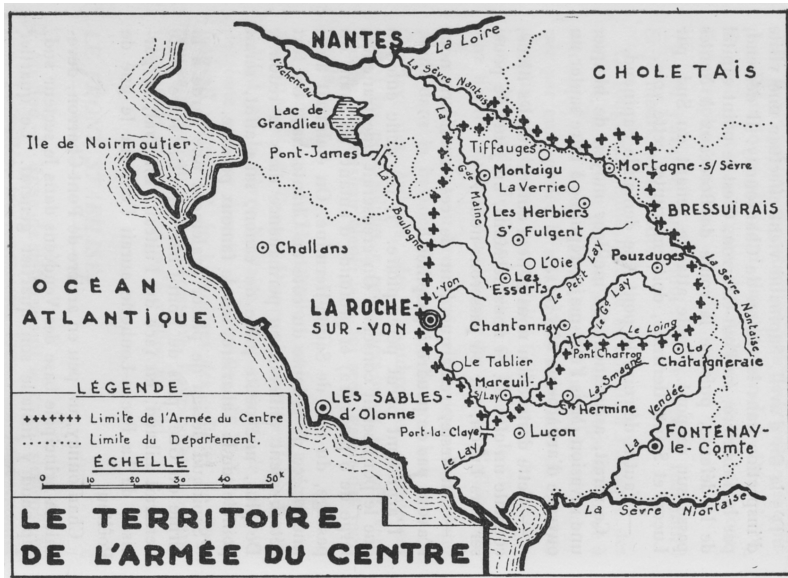 NANTES
La Loire
CHOLETAIS
L'Acheneau
La Sèvre Nantaise
Lac de
Grandlieu
Ile de Noirmoutier
Pont-James
La Boulogne
La Gde Maine
Tiffauges
Montaigu
Mortagne-s/Sèvre
La Verrie
Les Herbiers
BRESSUIRAIS
St Fulgent
Challans
L'Oie
Les
Essarts
Le Petit Lay
Pouzauges
Le Gd Lay
La Sèvre Nantaise
OCÉAN
ATLANTIQUE
L'Yon
LA ROCHE-
SUR-YON
Chantonnay
Le Loing
Pont Charron
La
Châtaigneraie
Le Tablier
Mareuil-
s/Lay
La Smagne
Ste Hermine
LES SABLES-
d'Olonne
Port-la-Claye
Luçon
La Vendée
FONTENAY-
le-Comte
Le Lay
La Sèvre Niortaise
LÉGENDE
Limite de l'Armée du Centre
Limite du Département.
ÉCHELLE
0 10 20 30 40 50k
LE TERRITOIRE
DE L'ARMÉE DU CENTRE